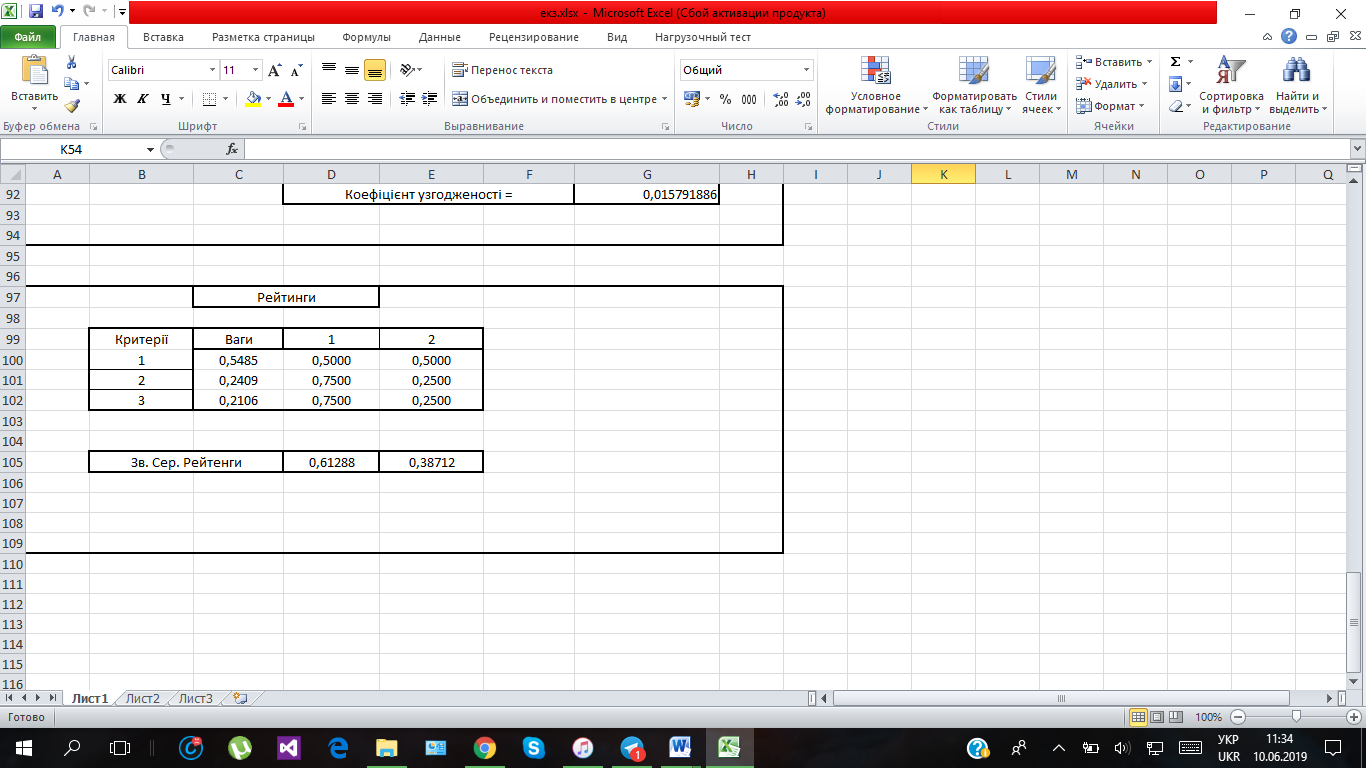 екз.xlsx - Microsoft Excel (Сбой активации продукта)
Файл Главная Вставка Разметка страницы Формулы Данные Рецензирование Вид Нагрузочный тест
Вставить
Буфер обмена
Calibri 11
Ж К Ч
Шрифт
Перенос текста
Объединить и поместить в центре
Выравнивание
Общий
% 000 ,00 ,0
Число
Условное форматирование
Форматировать как таблицу
Стили ячеек
Стили
Вставить
Удалить
Формат
Ячейки
Σ
Сортировка и фильтр
Найти и выделить
Редактирование
K54 fx
A B C D E F G H I J K L M N O P Q
92 Коефіцієнт узгодженості = 0,015791886
93
94
95
96
97 Рейтинги
98
99 Критерії Ваги 1 2
100 1 0,5485 0,5000 0,5000
101 2 0,2409 0,7500 0,2500
102 3 0,2106 0,7500 0,2500
103
104
105 Зв. Сер. Рейтенги 0,61288 0,38712
106
107
108
109
110
111
112
113
114
115
116
Лист1 Лист2 Лист3
Готово 100%
УКР 11:34
UKR 10.06.2019